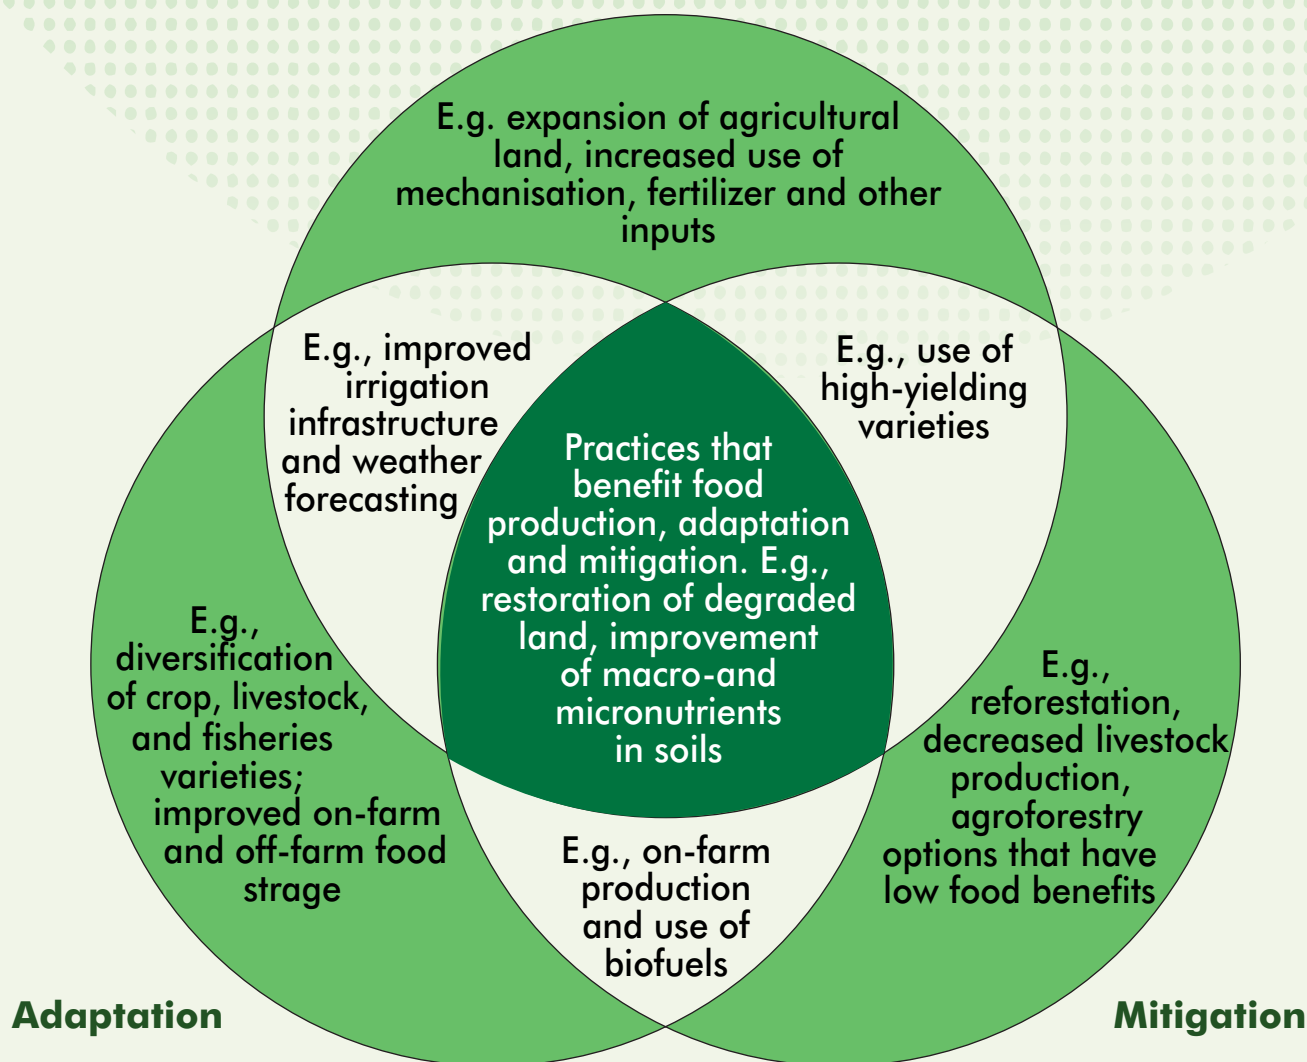 E.g. expansion of agricultural
land, increased use of
mechanisation, fertilizer and other
inputs
E.g., improved
irrigation
infrastructure
and weather
forecasting
E.g., use of
high-yielding
varieties
Practices that
benefit food
production, adaptation
and mitigation. E.g.,
restoration of degraded
land, improvement
of macro-and
micronutrients
in soils
E.g.,
diversification
of crop, livestock,
and fisheries
varieties;
improved on-farm
and off-farm food
strage
E.g.,
reforestation,
decreased livestock
production,
agroforestry
options that have
low food benefits
E.g., on-farm
production
and use of
biofuels
Adaptation
Mitigation